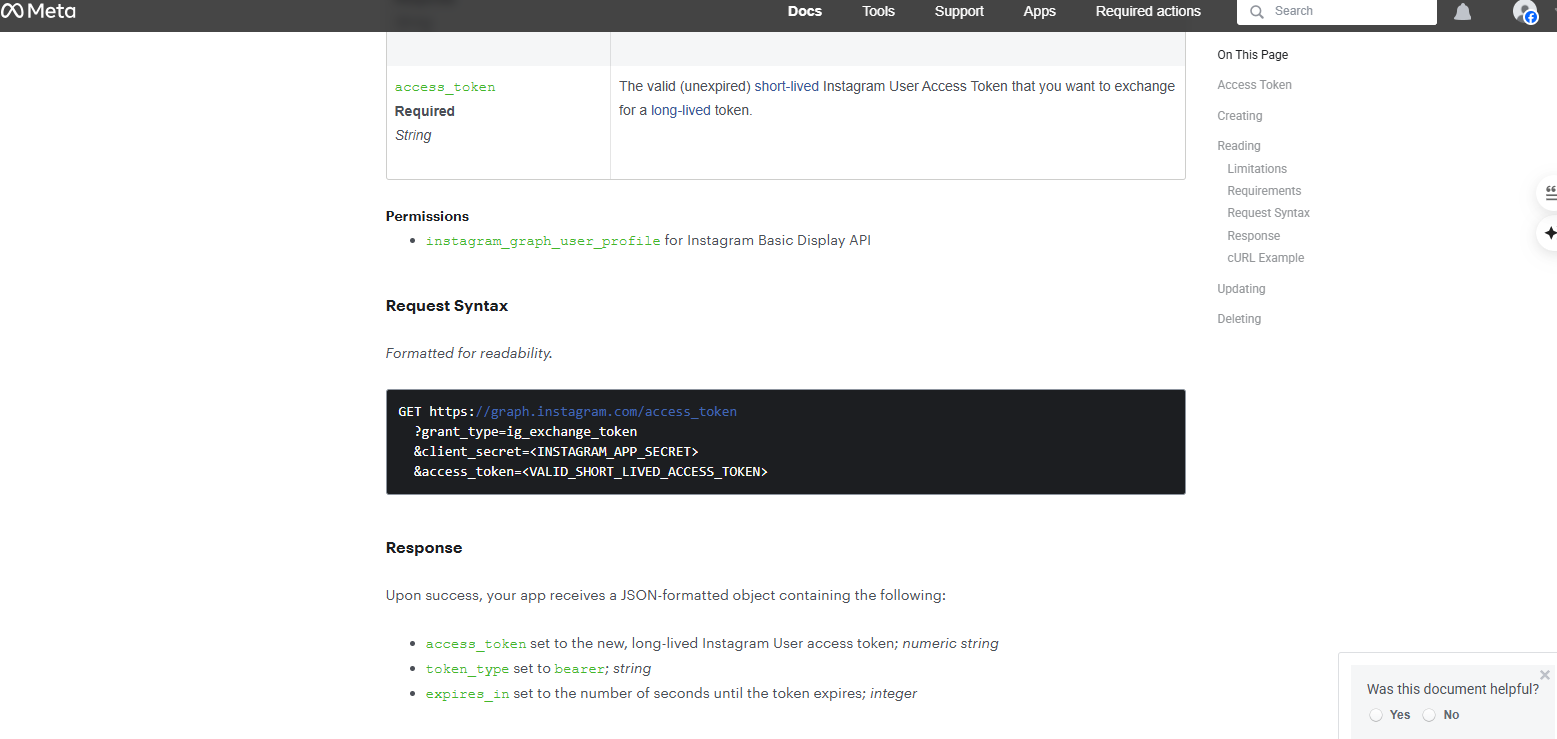 Meta
Docs
Tools
Support
Apps
Required actions
Search
access_token
Required
String
The valid (unexpired) short-lived Instagram User Access Token that you want to exchange
for a long-lived token.
Permissions
instagram_graph_user_profile for Instagram Basic Display API
Request Syntax
Formatted for readability.
GET https://graph.instagram.com/access_token
?grant_type=ig_exchange_token
&client_secret=<INSTAGRAM_APP_SECRET>
&access_token=<VALID_SHORT_LIVED_ACCESS_TOKEN>
Response
Upon success, your app receives a JSON-formatted object containing the following:
access_token set to the new, long-lived Instagram User access token; numeric string
token_type set to bearer; string
expires_in set to the number of seconds until the token expires; integer
On This Page
Access Token
Creating
Reading
Limitations
Requirements
Request Syntax
Response
cURL Example
Updating
Deleting
Was this document helpful?
Yes
No